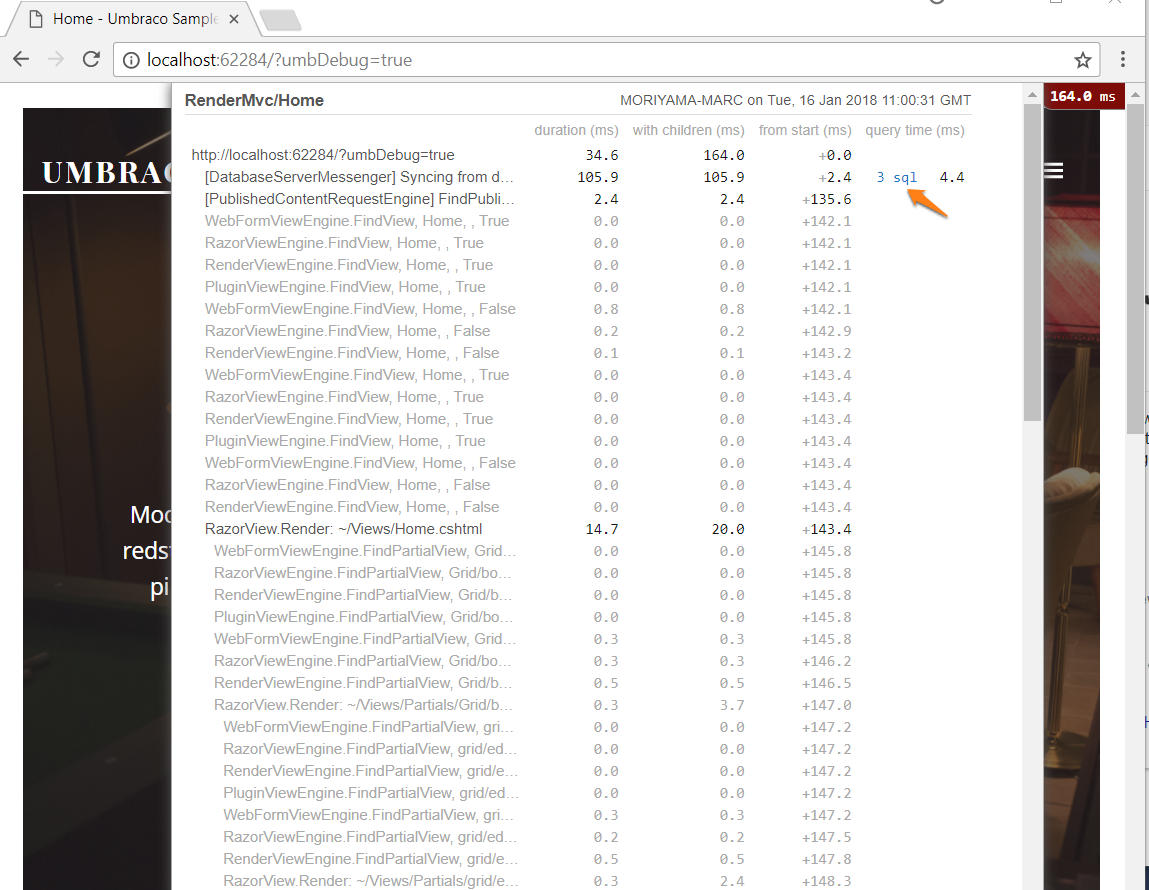 Home - Umbraco Sample
localhost:62284/?umbDebug=true
RenderMvc/Home MORIYAMA-MARC on Tue, 16 Jan 2018 11:00:31 GMT 164.0 ms
duration (ms) with children (ms) from start (ms) query time (ms)
http://localhost:62284/?umbDebug=true 34.6 164.0 +0.0
[DatabaseServerMessenger] Syncing from d... 105.9 105.9 +2.4 3 sql 4.4
[PublishedContentRequestEngine] FindPubli... 2.4 2.4 +135.6
WebFormViewEngine.FindView, Home, , True 0.0 0.0 +142.1
RazorViewEngine.FindView, Home, , True 0.0 0.0 +142.1
RenderViewEngine.FindView, Home, , True 0.0 0.0 +142.1
PluginViewEngine.FindView, Home, , True 0.0 0.0 +142.1
WebFormViewEngine.FindView, Home, , False 0.8 0.8 +142.1
RazorViewEngine.FindView, Home, , False 0.2 0.2 +142.9
RenderViewEngine.FindView, Home, , False 0.1 0.1 +143.2
WebFormViewEngine.FindView, Home, , True 0.0 0.0 +143.4
RazorViewEngine.FindView, Home, , True 0.0 0.0 +143.4
RenderViewEngine.FindView, Home, , True 0.0 0.0 +143.4
PluginViewEngine.FindView, Home, , True 0.0 0.0 +143.4
WebFormViewEngine.FindView, Home, , False 0.0 0.0 +143.4
RazorViewEngine.FindView, Home, , False 0.0 0.0 +143.4
RenderViewEngine.FindView, Home, , False 0.0 0.0 +143.4
RazorView.Render: ~/Views/Home.cshtml 14.7 20.0 +143.4
WebFormViewEngine.FindPartialView, Grid... 0.0 0.0 +145.8
RazorViewEngine.FindPartialView, Grid/bo... 0.0 0.0 +145.8
RenderViewEngine.FindPartialView, Grid/b... 0.0 0.0 +145.8
PluginViewEngine.FindPartialView, Grid/bo... 0.0 0.0 +145.8
WebFormViewEngine.FindPartialView, Grid... 0.3 0.3 +145.8
RazorViewEngine.FindPartialView, Grid/bo... 0.3 0.3 +146.2
RenderViewEngine.FindPartialView, Grid/b... 0.5 0.5 +146.5
RazorView.Render: ~/Views/Partials/Grid/b... 0.3 3.7 +147.0
WebFormViewEngine.FindPartialView, gri... 0.0 0.0 +147.2
RazorViewEngine.FindPartialView, grid/ed... 0.0 0.0 +147.2
RenderViewEngine.FindPartialView, grid/e... 0.0 0.0 +147.2
PluginViewEngine.FindPartialView, grid/ed... 0.0 0.0 +147.2
WebFormViewEngine.FindPartialView, gri... 0.3 0.3 +147.2
RazorViewEngine.FindPartialView, grid/ed... 0.2 0.2 +147.5
RenderViewEngine.FindPartialView, grid/e... 0.5 0.5 +147.8
RazorView.Render: ~/Views/Partials/grid/e... 0.3 2.4 +148.3
UMBRAC